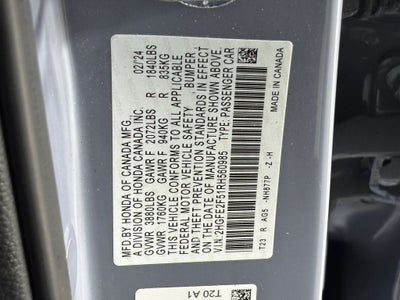 MFD. BY HONDA OF CANADA MFG. 02/24
A DIVISION OF HONDA CANADA INC.
GVWR 3880LBS GAWR F 2072LBS R 1840LBS
GVWR 1760KG GAWR F 940KG R 835KG
THIS VEHICLE CONFORMS TO ALL APPLICABLE
FEDERAL MOTOR VEHICLE SAFETY BUMPER,
AND THEFT PREVENTION STANDARDS IN EFFECT
ON THE DATE OF MANUFACTURE SHOWN ABOVE
V.I.N. 2HGFE2F51RH560985 TYPE: PASSENGER CAR
T23 R AG5 -NH877P -Z -H
MADE IN CANADA
T20 A1